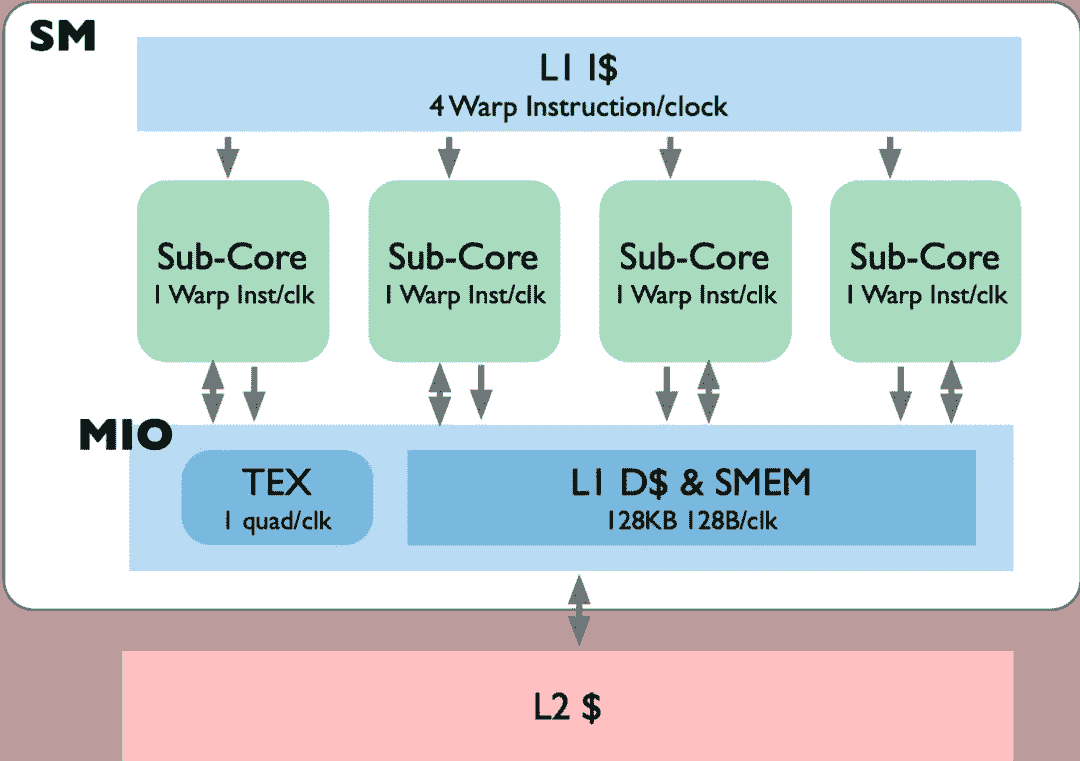 SM
L1 I$
4 Warp Instruction/clock
Sub-Core
1 Warp Inst/clk
Sub-Core
1 Warp Inst/clk
Sub-Core
1 Warp Inst/clk
Sub-Core
1 Warp Inst/clk
MIO
TEX
1 quad/clk
L1 D$ & SMEM
128KB 128B/clk
L2 $